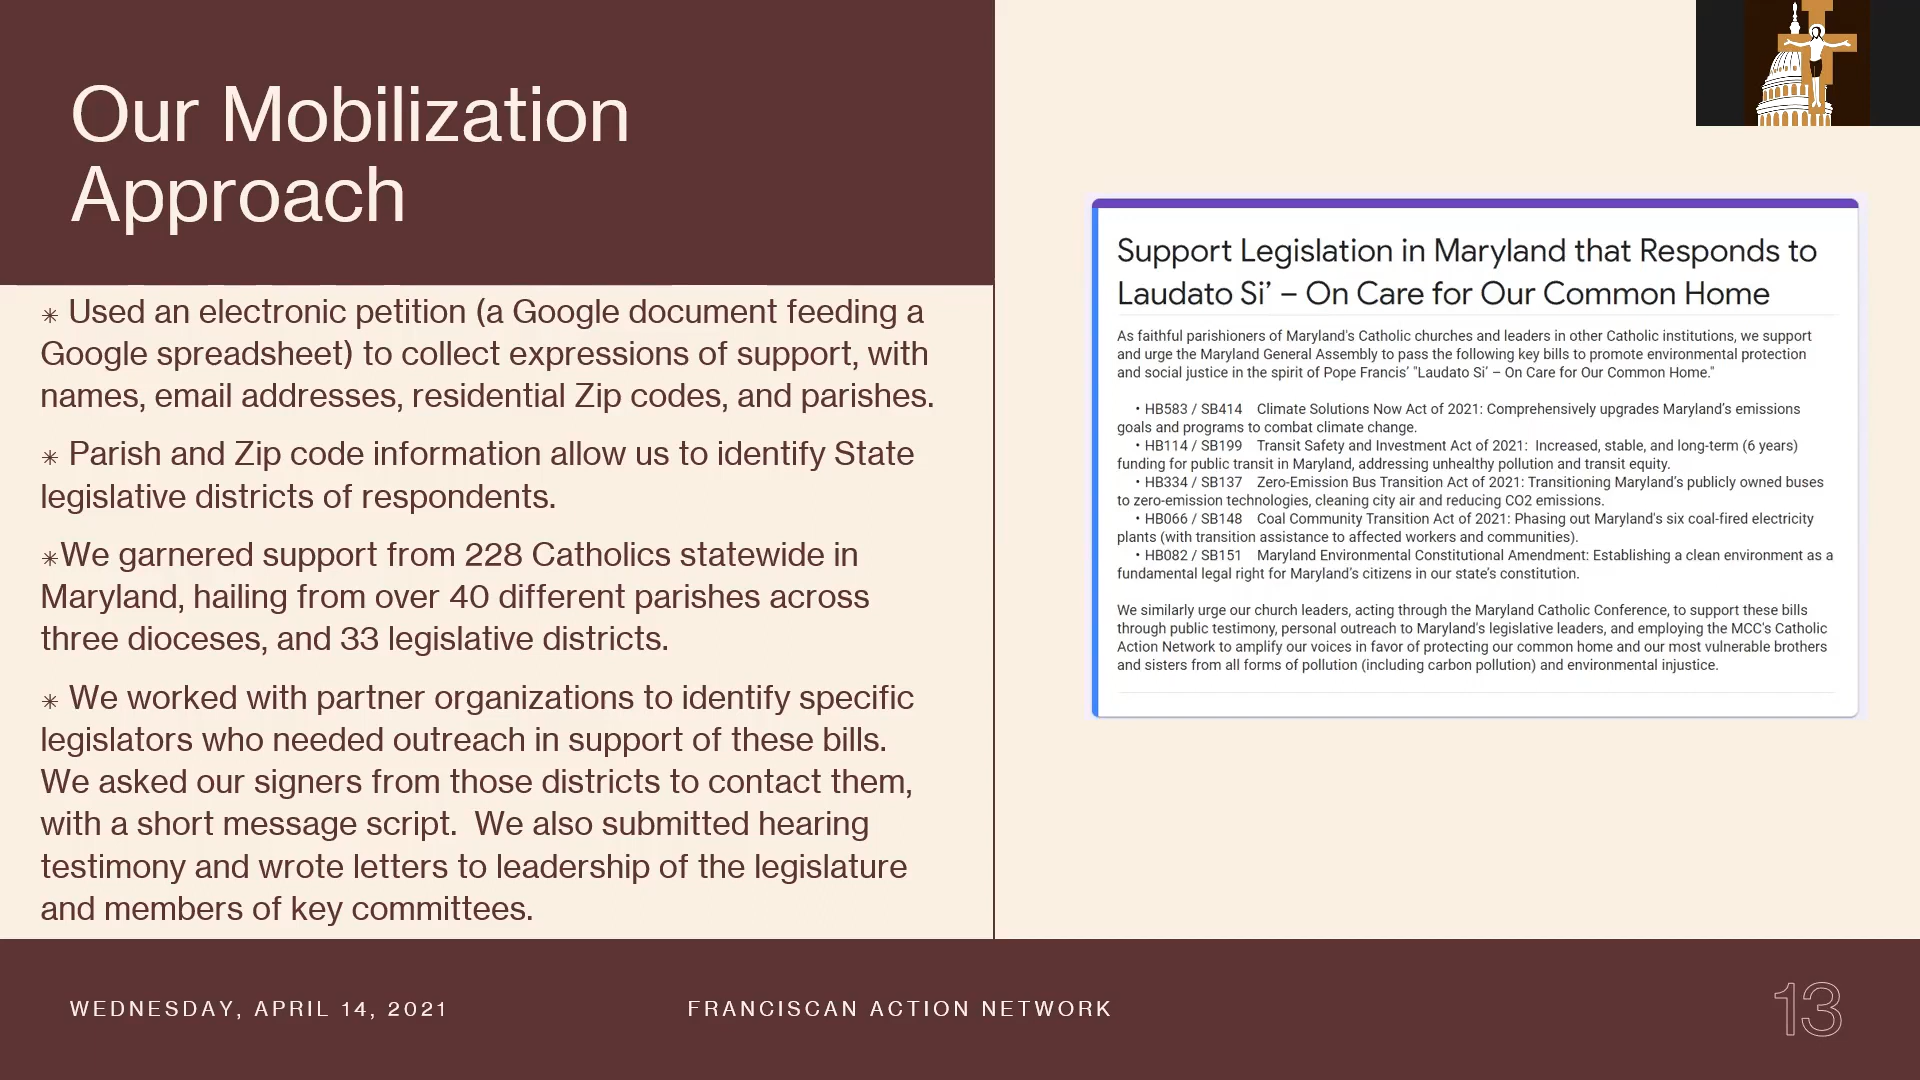 Our Mobilization
Approach
✳ Used an electronic petition (a Google document feeding a
Google spreadsheet) to collect expressions of support, with
names, email addresses, residential Zip codes, and parishes.
✳ Parish and Zip code information allow us to identify State
legislative districts of respondents.
✳We garnered support from 228 Catholics statewide in
Maryland, hailing from over 40 different parishes across
three dioceses, and 33 legislative districts.
✳ We worked with partner organizations to identify specific
legislators who needed outreach in support of these bills.
We asked our signers from those districts to contact them,
with a short message script.  We also submitted hearing
testimony and wrote letters to leadership of the legislature
and members of key committees.
Support Legislation in Maryland that Responds to
Laudato Si’ – On Care for Our Common Home
As faithful parishioners of Maryland's Catholic churches and leaders in other Catholic institutions, we support
and urge the Maryland General Assembly to pass the following key bills to promote environmental protection
and social justice in the spirit of Pope Francis’ "Laudato Si’ – On Care for Our Common Home."
• HB583 / SB414    Climate Solutions Now Act of 2021: Comprehensively upgrades Maryland’s emissions
goals and programs to combat climate change.
• HB114 / SB199    Transit Safety and Investment Act of 2021:  Increased, stable, and long-term (6 years)
funding for public transit in Maryland, addressing unhealthy pollution and transit equity.
• HB334 / SB137    Zero-Emission Bus Transition Act of 2021: Transitioning Maryland's publicly owned buses
to zero-emission technologies, cleaning city air and reducing CO2 emissions.
• HB066 / SB148    Coal Community Transition Act of 2021: Phasing out Maryland's six coal-fired electricity
plants (with transition assistance to affected workers and communities).
• HB082 / SB151    Maryland Environmental Constitutional Amendment: Establishing a clean environment as a
fundamental legal right for Maryland’s citizens in our state’s constitution.
We similarly urge our church leaders, acting through the Maryland Catholic Conference, to support these bills
through public testimony, personal outreach to Maryland's legislative leaders, and employing the MCC's Catholic
Action Network to amplify our voices in favor of protecting our common home and our most vulnerable brothers
and sisters from all forms of pollution (including carbon pollution) and environmental injustice.
WEDNESDAY, APRIL 14, 2021
FRANCISCAN ACTION NETWORK
13